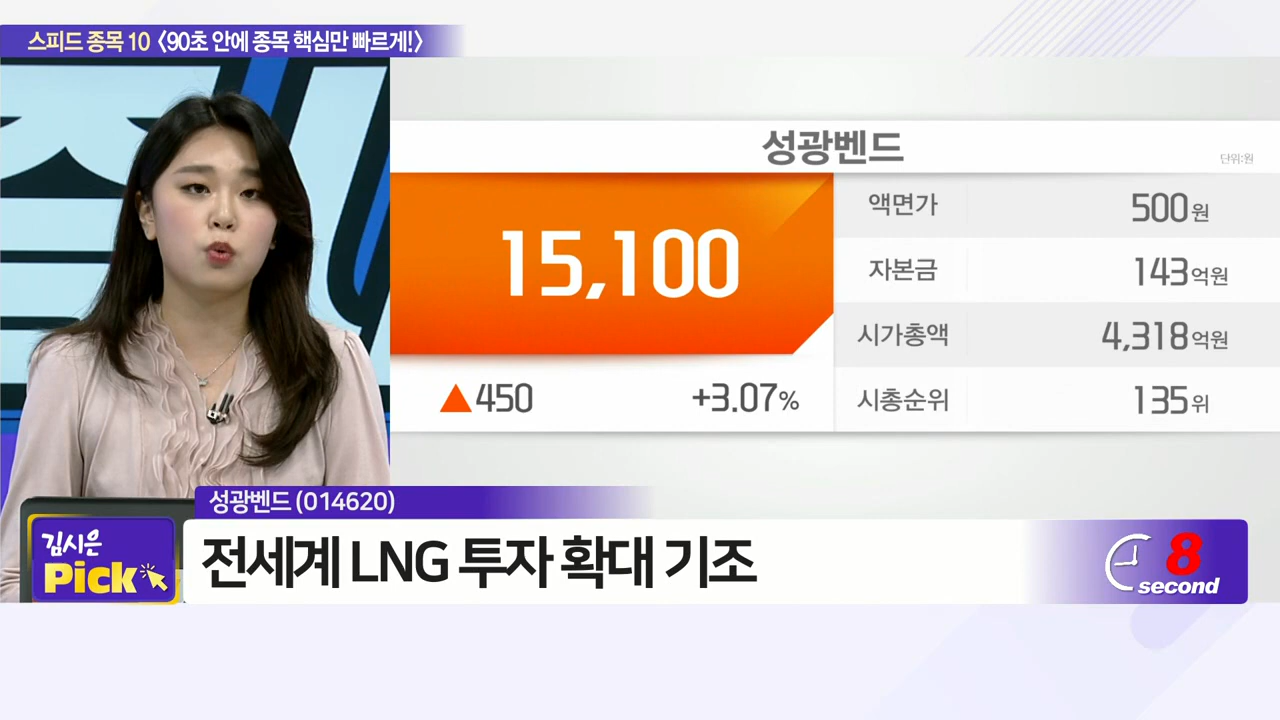 스피드 종목 10 〈90초 안에 종목 핵심만 빠르게!〉
성광벤드
단위:원
15,100
▲450 +3.07%
액면가 500원
자본금 143억원
시가총액 4,318억원
시총순위 135위
성광벤드 (014620)
김시은
Pick
전세계 LNG 투자 확대 기조
8
second